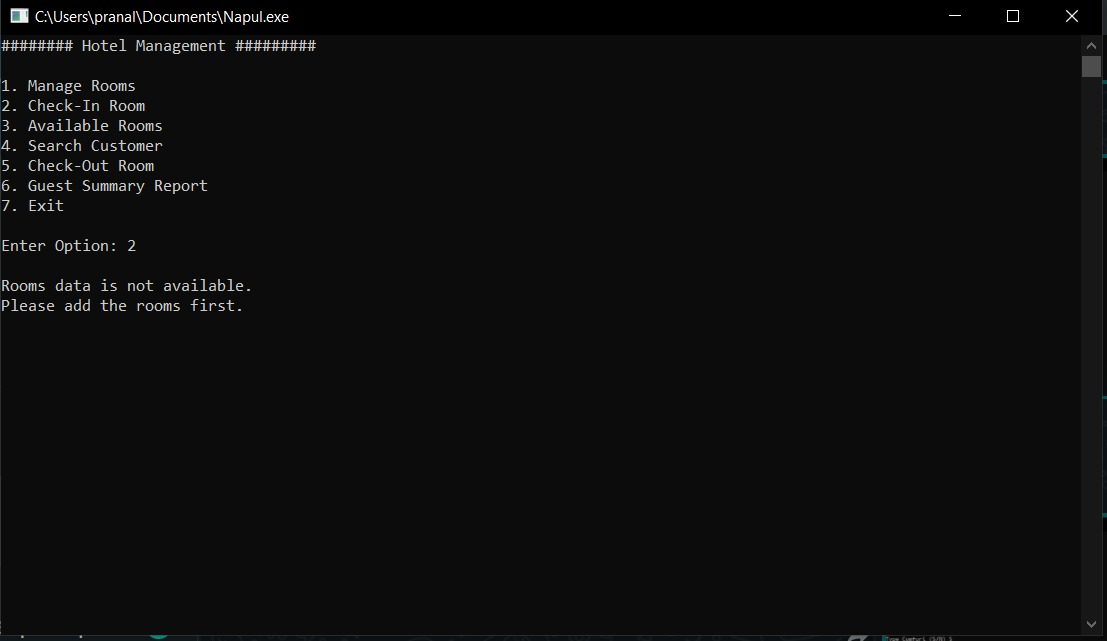 C:\Users\pranal\Documents\Napul.exe
######## Hotel Management #########
1. Manage Rooms
2. Check-In Room
3. Available Rooms
4. Search Customer
5. Check-Out Room
6. Guest Summary Report
7. Exit
Enter Option: 2
Rooms data is not available.
Please add the rooms first.